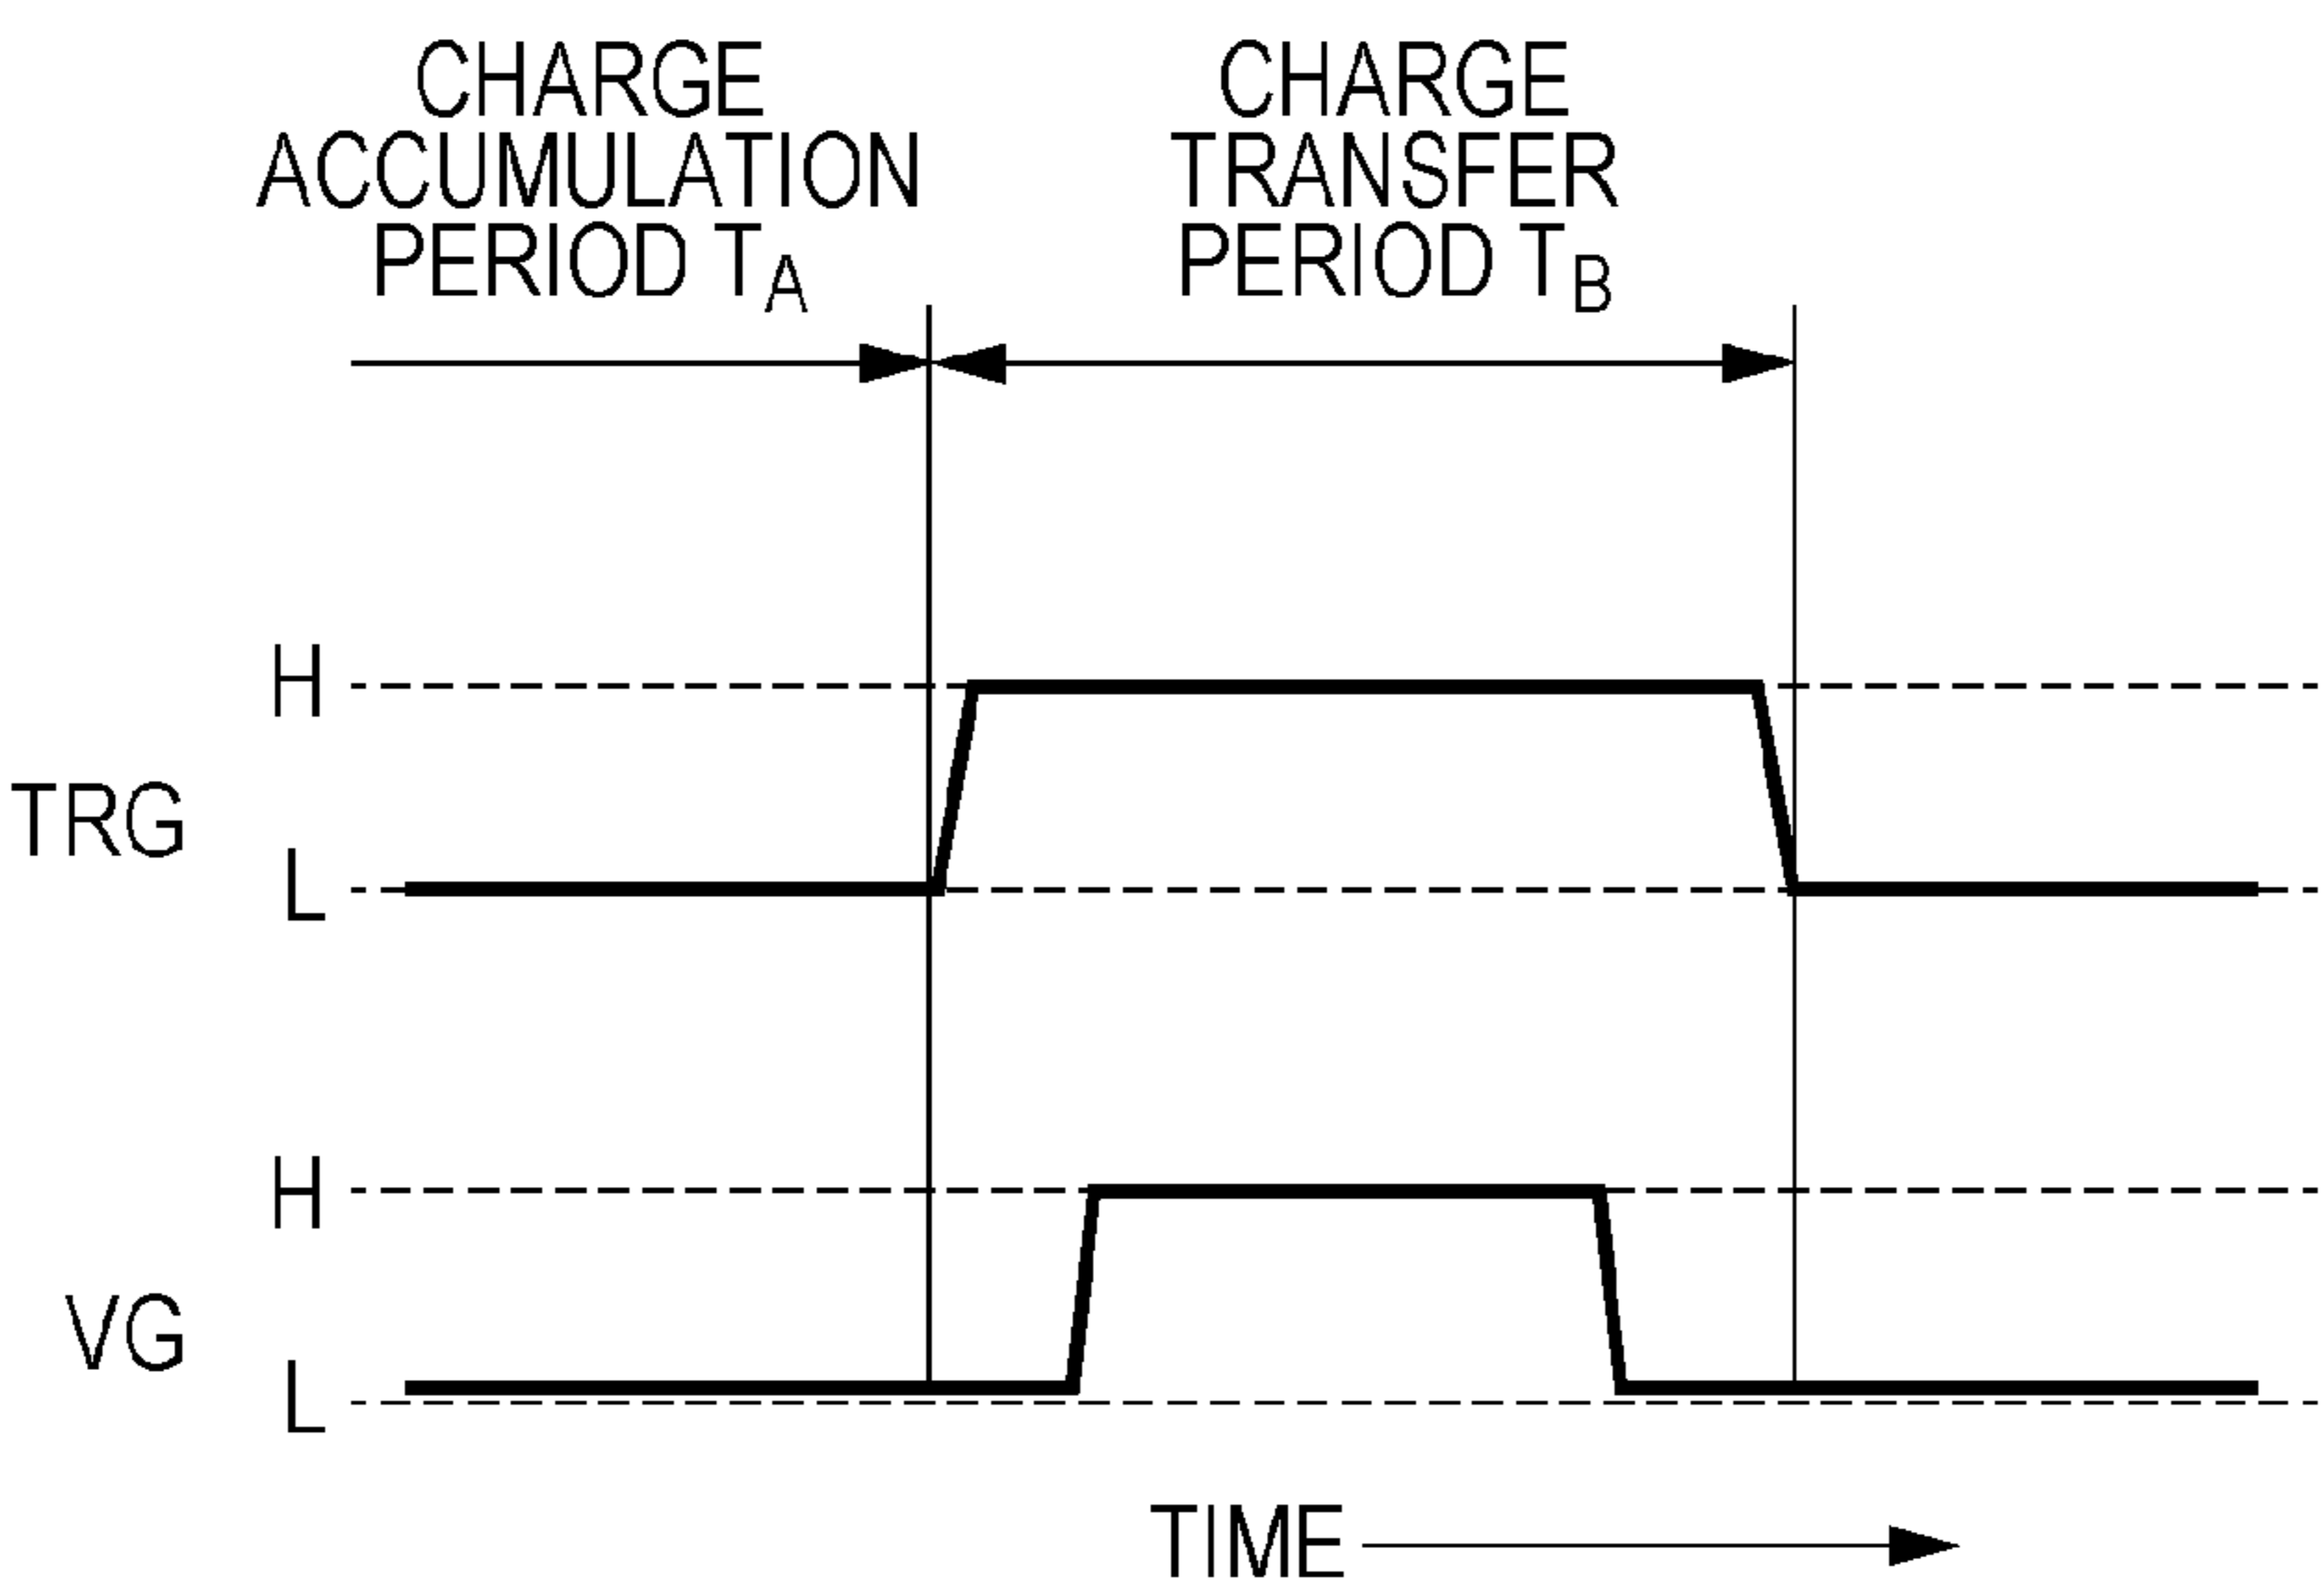 CHARGE
ACCUMULATION
PERIOD TA
CHARGE
TRANSFER
PERIOD TB
H
TRG
L
H
VG
L
TIME